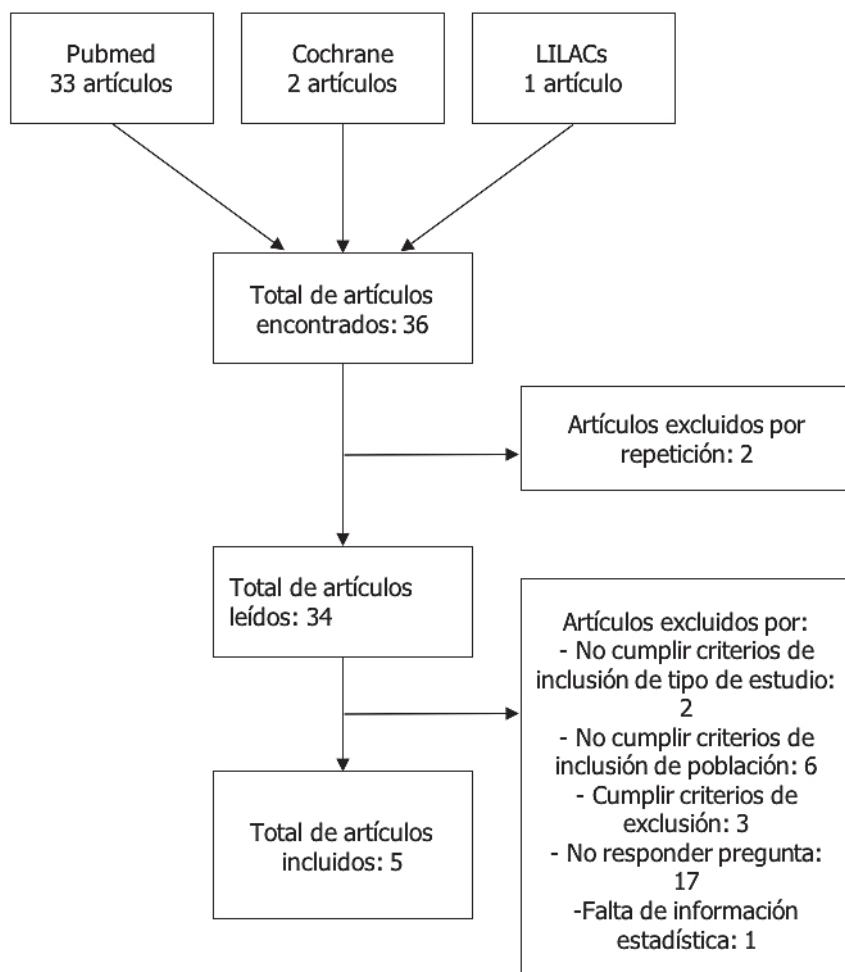 Pubmed
33 artículos
Cochrane
2 artículos
LILACs
1 artículo
Total de artículos
encontrados: 36
Artículos excluidos por
repetición: 2
Total de artículos
leídos: 34
Artículos excluidos por:
- No cumplir criterios de
inclusión de tipo de estudio:
2
- No cumplir criterios de
inclusión de población: 6
- Cumplir criterios de
exclusión: 3
- No responder pregunta:
17
-Falta de información
estadística: 1
Total de artículos
incluidos: 5